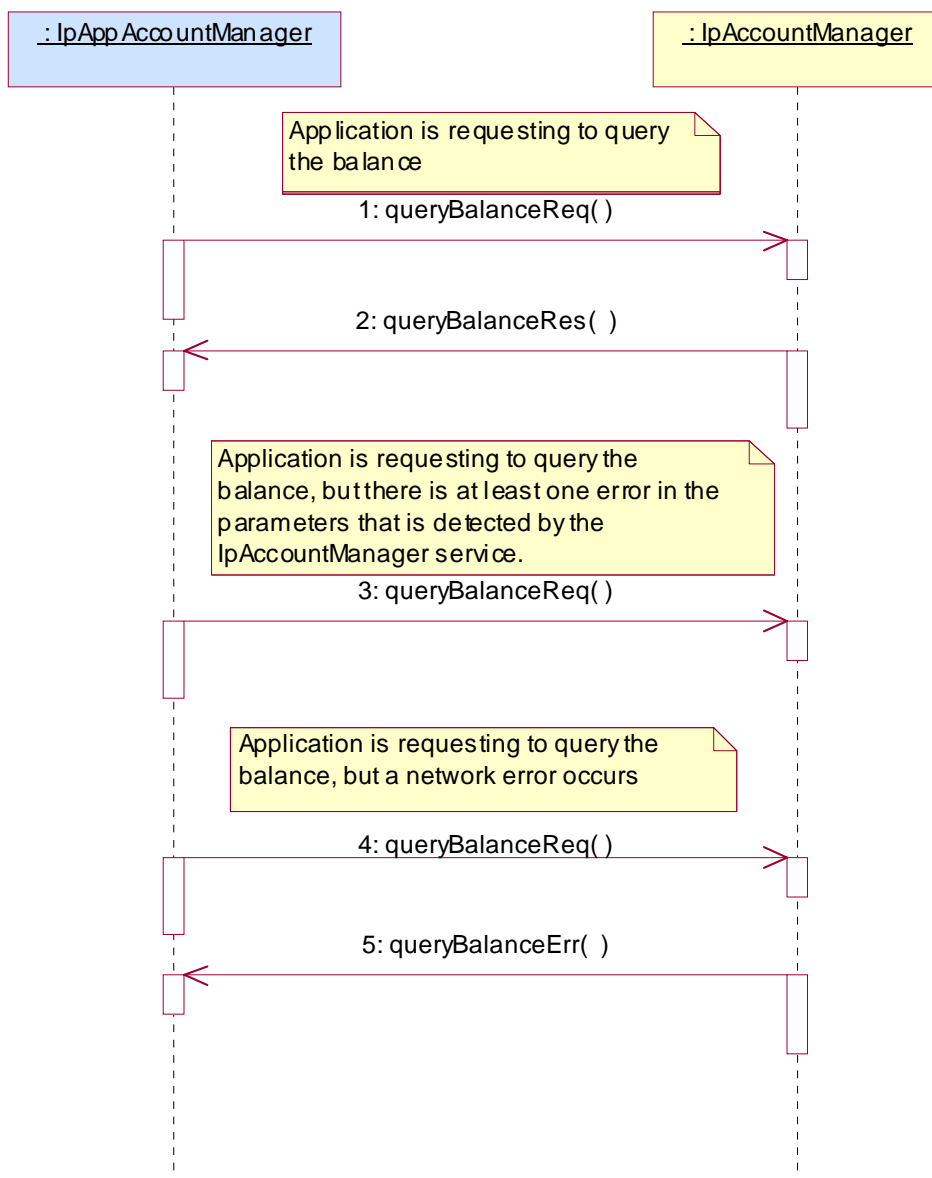 : IpAppAccountManager
: IpAccountManager
Application is requesting to query
the balance
1: queryBalanceReq( )
2: queryBalanceRes( )
Application is requesting to query the
balance, but there is at least one error in the
parameters that is detected by the
IpAccountManager service.
3: queryBalanceReq( )
Application is requesting to query the
balance, but a network error occurs
4: queryBalanceReq( )
5: queryBalanceErr( )